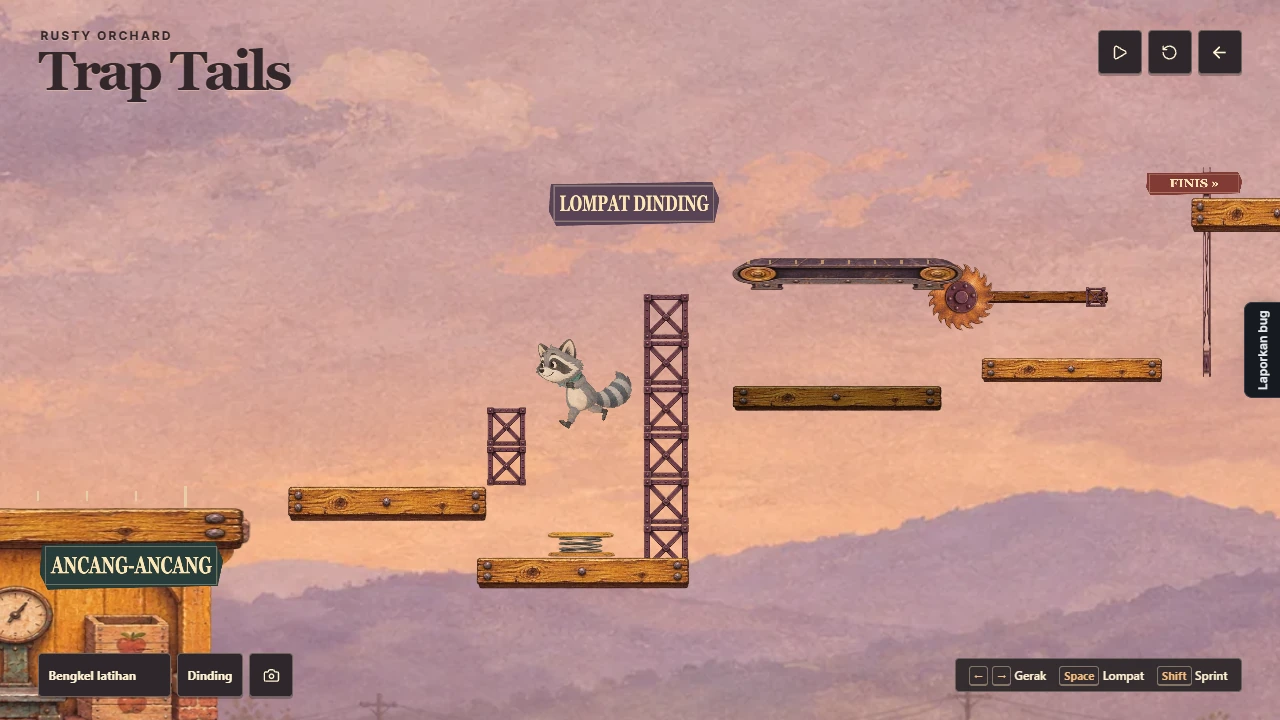 RUSTY ORCHARD
Trap Tails
FINIS »
LOMPAT DINDING
Laporkan bug
ANCANG-ANCANG
Bengkel latihan
Dinding
← → Gerak Space Lompat Shift Sprint